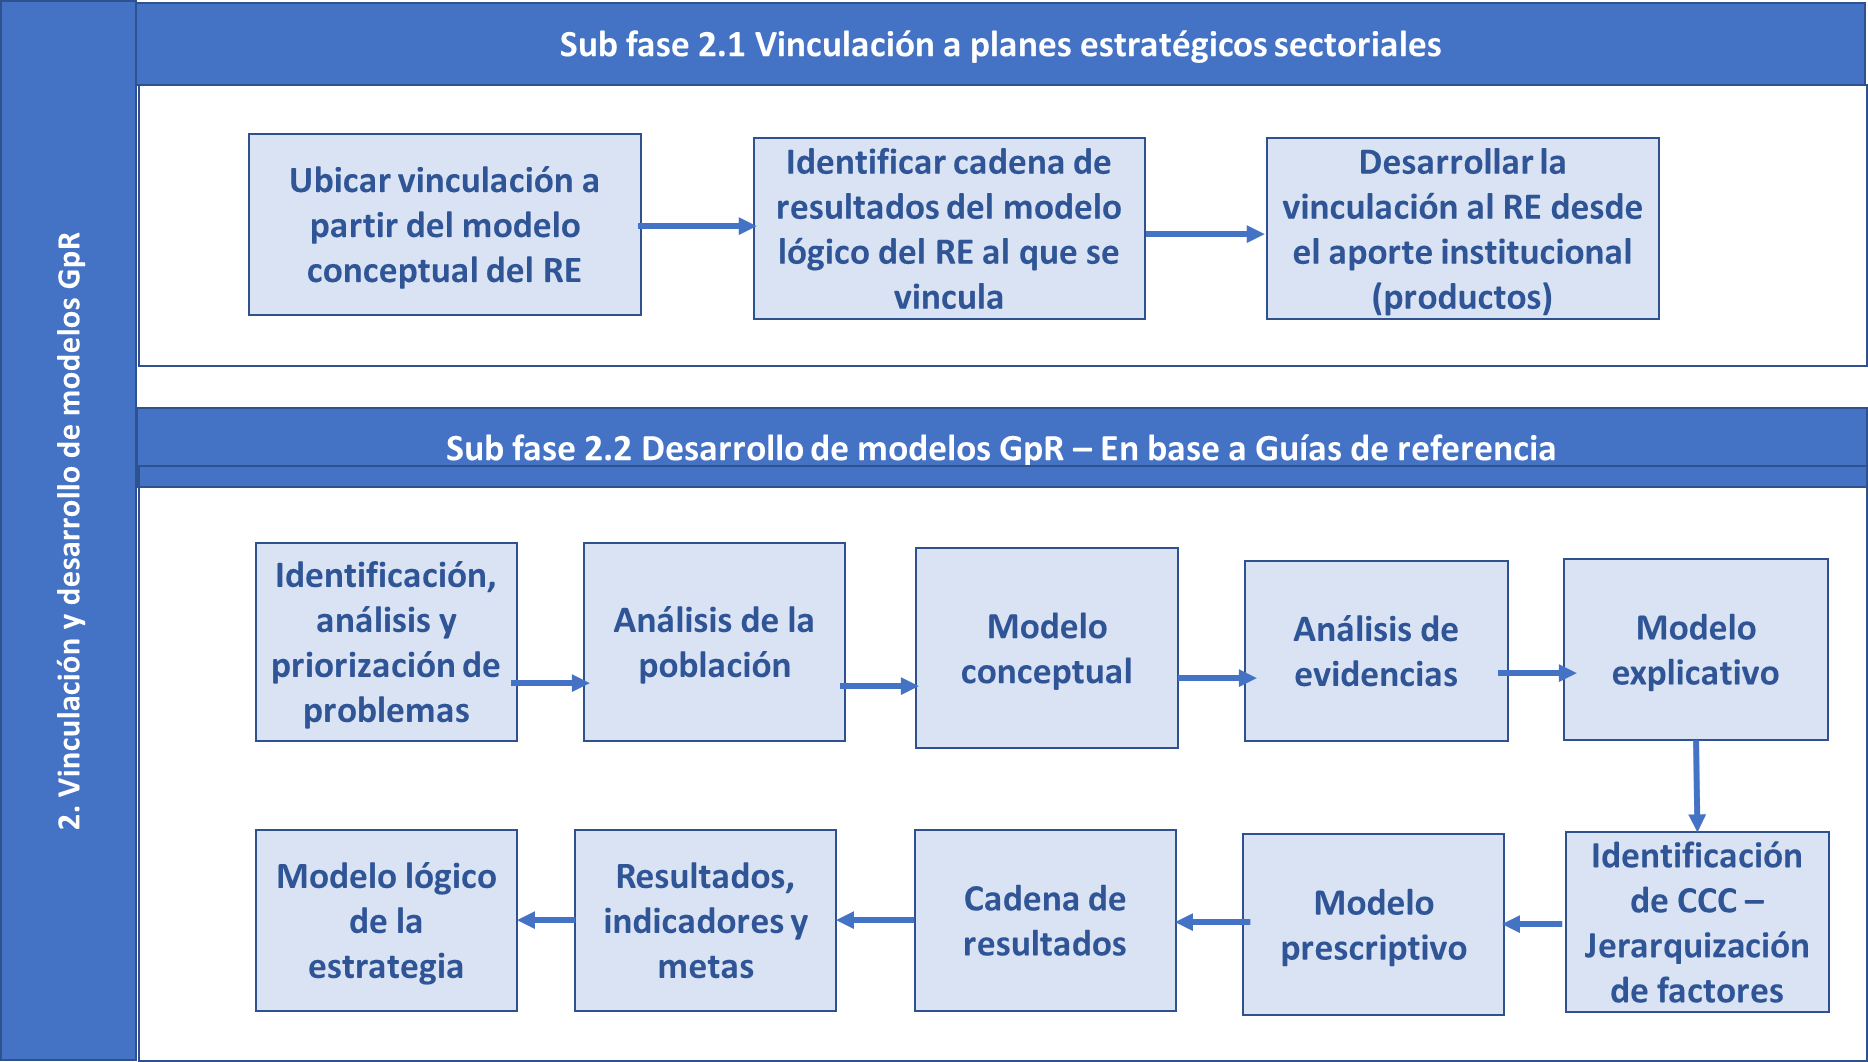 2. Vinculación y desarrollo de modelos GpR
Sub fase 2.1 Vinculación a planes estratégicos sectoriales
Ubicar vinculación a
partir del modelo
conceptual del RE
Identificar cadena de
resultados del modelo
lógico del RE al que se
vincula
Desarrollar la
vinculación al RE desde
el aporte institucional
(productos)
Sub fase 2.2 Desarrollo de modelos GpR – En base a Guías de referencia
Identificación,
análisis y
priorización de
problemas
Análisis de la
población
Modelo
conceptual
Análisis de
evidencias
Modelo
explicativo
Identificación
de CCC –
Jerarquización
de factores
Modelo
prescriptivo
Cadena de
resultados
Resultados,
indicadores y
metas
Modelo lógico
de la
estrategia